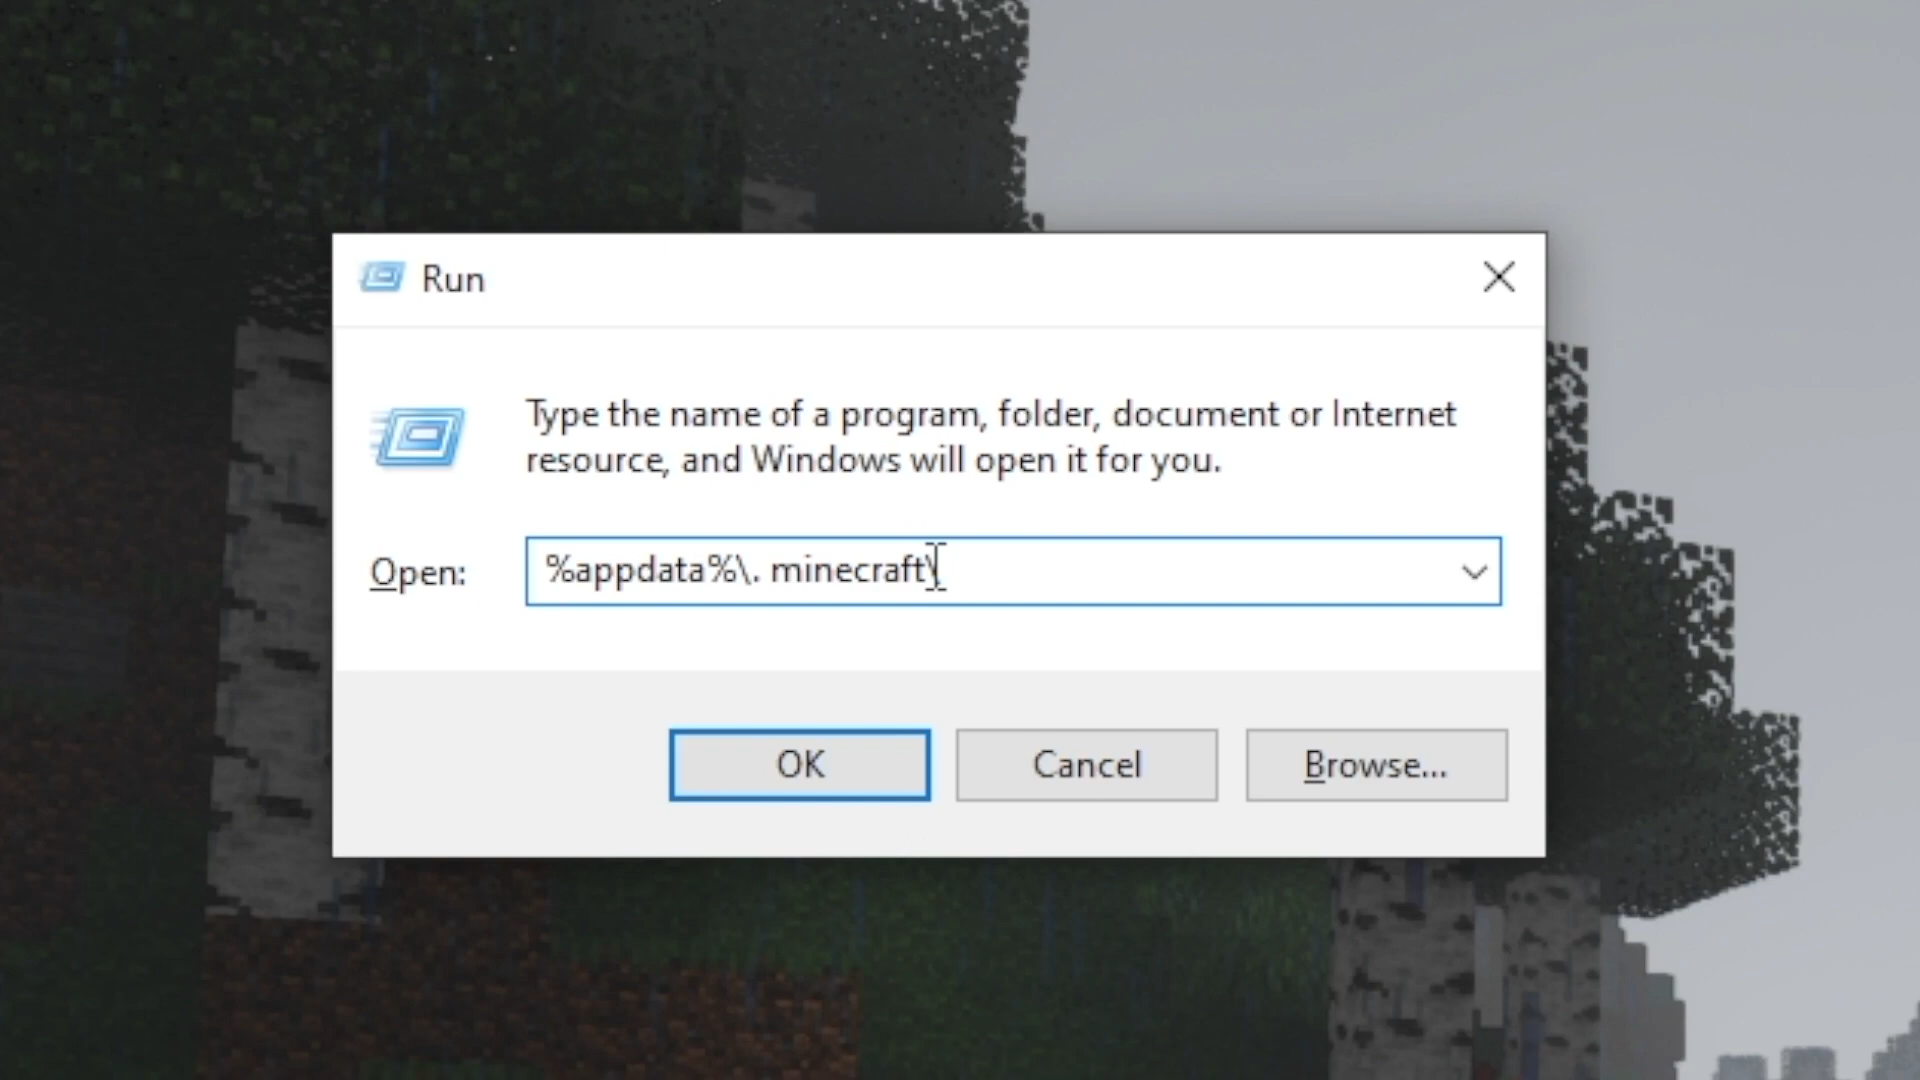 Run
Type the name of a program, folder, document or Internet
resource, and Windows will open it for you.
Open:
%appdata%\. minecraft\
OK
Cancel
Browse...